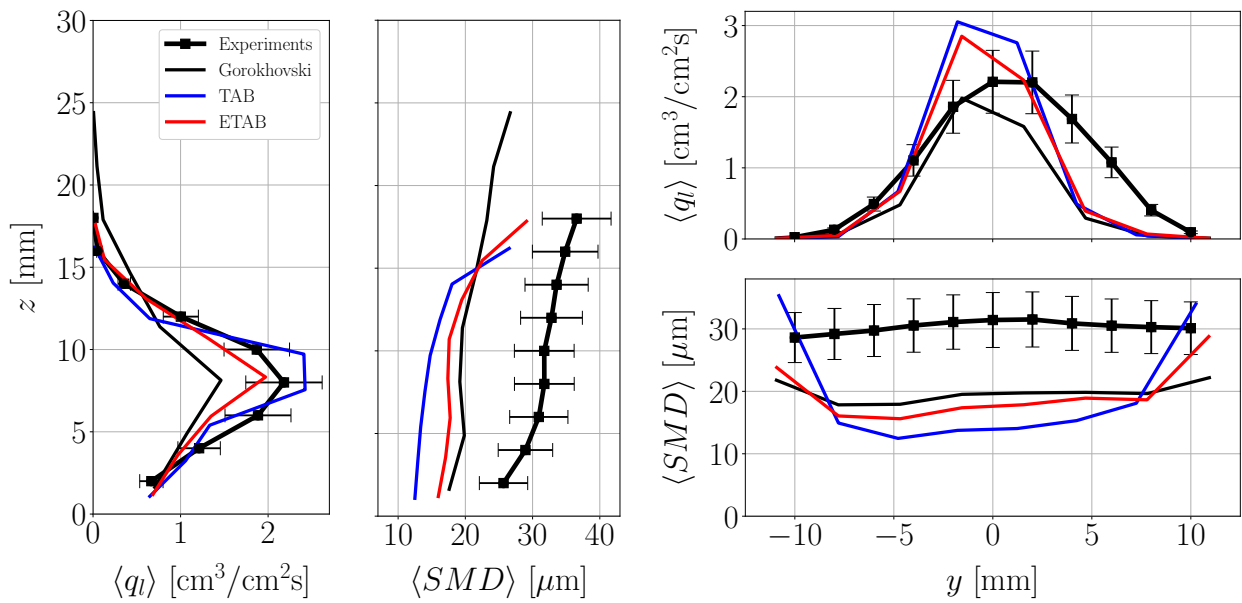 30
25
20
15
10
5
0
z [mm]
Experiments
Gorokhovski
TAB
ETAB
0 1 2
⟨q_l⟩ [cm³/cm²s]
10 20 30 40
⟨SMD⟩ [μm]
3
2
1
0
⟨q_l⟩ [cm³/cm²s]
30
20
10
0
⟨SMD⟩ [μm]
−10 −5 0 5 10
y [mm]